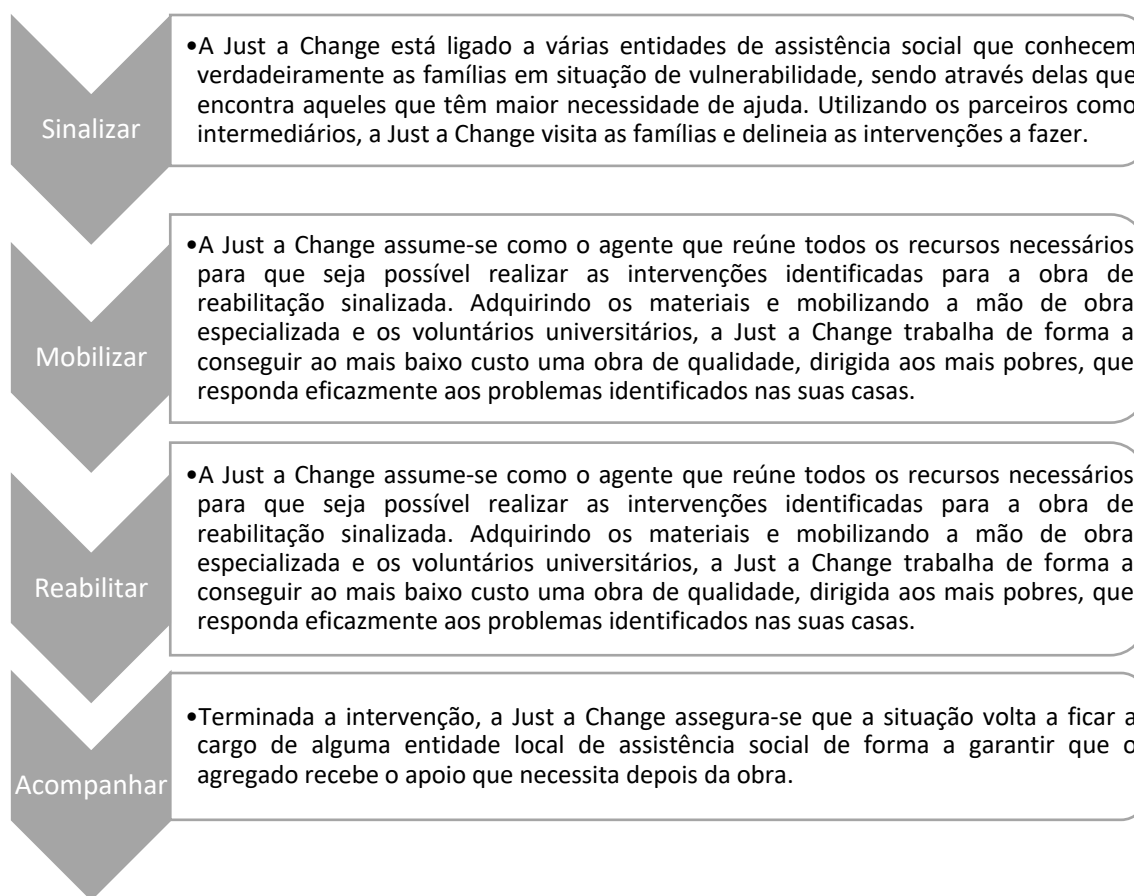 Sinalizar
•A Just a Change está ligado a várias entidades de assistência social que conhecem
verdadeiramente as famílias em situação de vulnerabilidade, sendo através delas que
encontra aqueles que têm maior necessidade de ajuda. Utilizando os parceiros como
intermediários, a Just a Change visita as famílias e delineia as intervenções a fazer.
Mobilizar
•A Just a Change assume-se como o agente que reúne todos os recursos necessários
para que seja possível realizar as intervenções identificadas para a obra de
reabilitação sinalizada. Adquirindo os materiais e mobilizando a mão de obra
especializada e os voluntários universitários, a Just a Change trabalha de forma a
conseguir ao mais baixo custo uma obra de qualidade, dirigida aos mais pobres, que
responda eficazmente aos problemas identificados nas suas casas.
Reabilitar
•A Just a Change assume-se como o agente que reúne todos os recursos necessários
para que seja possível realizar as intervenções identificadas para a obra de
reabilitação sinalizada. Adquirindo os materiais e mobilizando a mão de obra
especializada e os voluntários universitários, a Just a Change trabalha de forma a
conseguir ao mais baixo custo uma obra de qualidade, dirigida aos mais pobres, que
responda eficazmente aos problemas identificados nas suas casas.
Acompanhar
•Terminada a intervenção, a Just a Change assegura-se que a situação volta a ficar a
cargo de alguma entidade local de assistência social de forma a garantir que o
agregado recebe o apoio que necessita depois da obra.